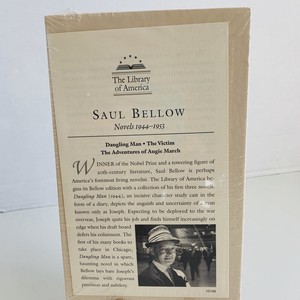 The Library
of America
SAUL BELLOW
Novels 1944–1953
Dangling Man • The Victim
The Adventures of Augie March
WINNER of the Nobel Prize and a towering figure of
20th-century literature, Saul Bellow is perhaps
America's foremost living novelist. The Library of America be-
gins its Bellow edition with a collection of his first three novels.
Dangling Man (1944), an incisive character study cast in the
form of a diary, depicts the anguish and uncertainty of a man
known only as Joseph. Expecting to be deployed to the war
overseas, Joseph quits his job and finds himself increasingly on
edge when his draft board
defers his enlistment. The
first of his many books to
take place in Chicago,
Dangling Man is a spare,
haunting novel in which
Bellow lays bare Joseph's
dilemma with rigorous
precision and subtlety.